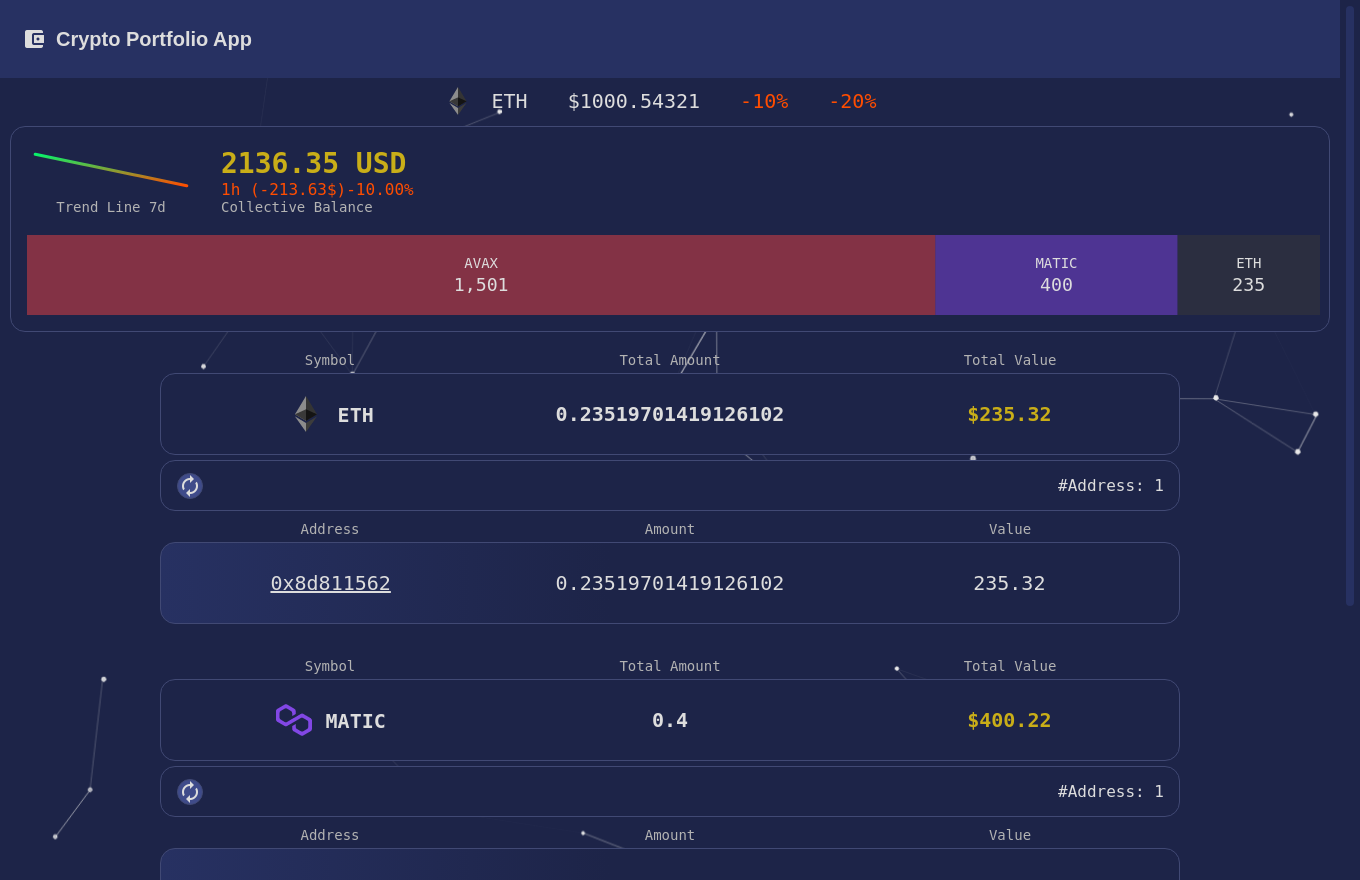 Crypto Portfolio App
ETH $1000.54321 -10% -20%
2136.35 USD
1h (-213.63$)-10.00%
Trend Line 7d Collective Balance
AVAX MATIC ETH
1,501 400 235
Symbol Total Amount Total Value
ETH 0.23519701419126102 $235.32
#Address: 1
Address Amount Value
0x8d811562 0.23519701419126102 235.32
Symbol Total Amount Total Value
MATIC 0.4 $400.22
#Address: 1
Address Amount Value